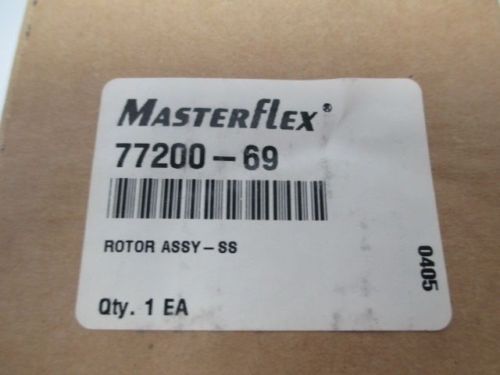 MASTERFLEX®
77200-69
ROTOR ASSY-SS
0405
Qty. 1 EA